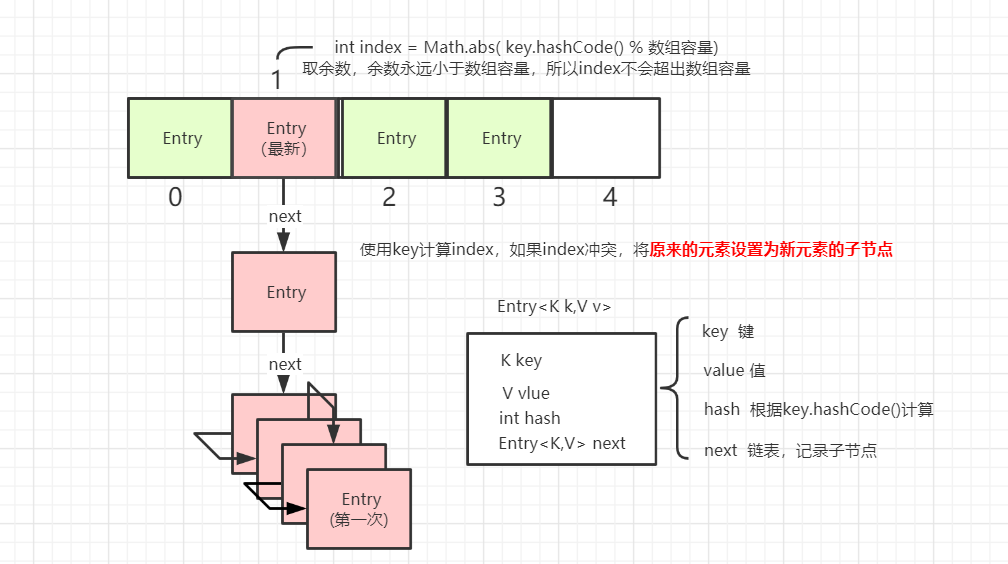 int index = Math.abs( key.hashCode() % 数组容量)
取余数，余数永远小于数组容量，所以index不会超出数组容量
1
Entry
Entry
(最新）
Entry
Entry
0
2
3
4
next
使用key计算index，如果index冲突，将原来的元素设置为新元素的子节点
Entry
next
Entry
(第一次)
Entry<K k,V v>
K key
V vlue
int hash
Entry<K,V> next
key 键
value 值
hash 根据key.hashCode()计算
next 链表，记录子节点